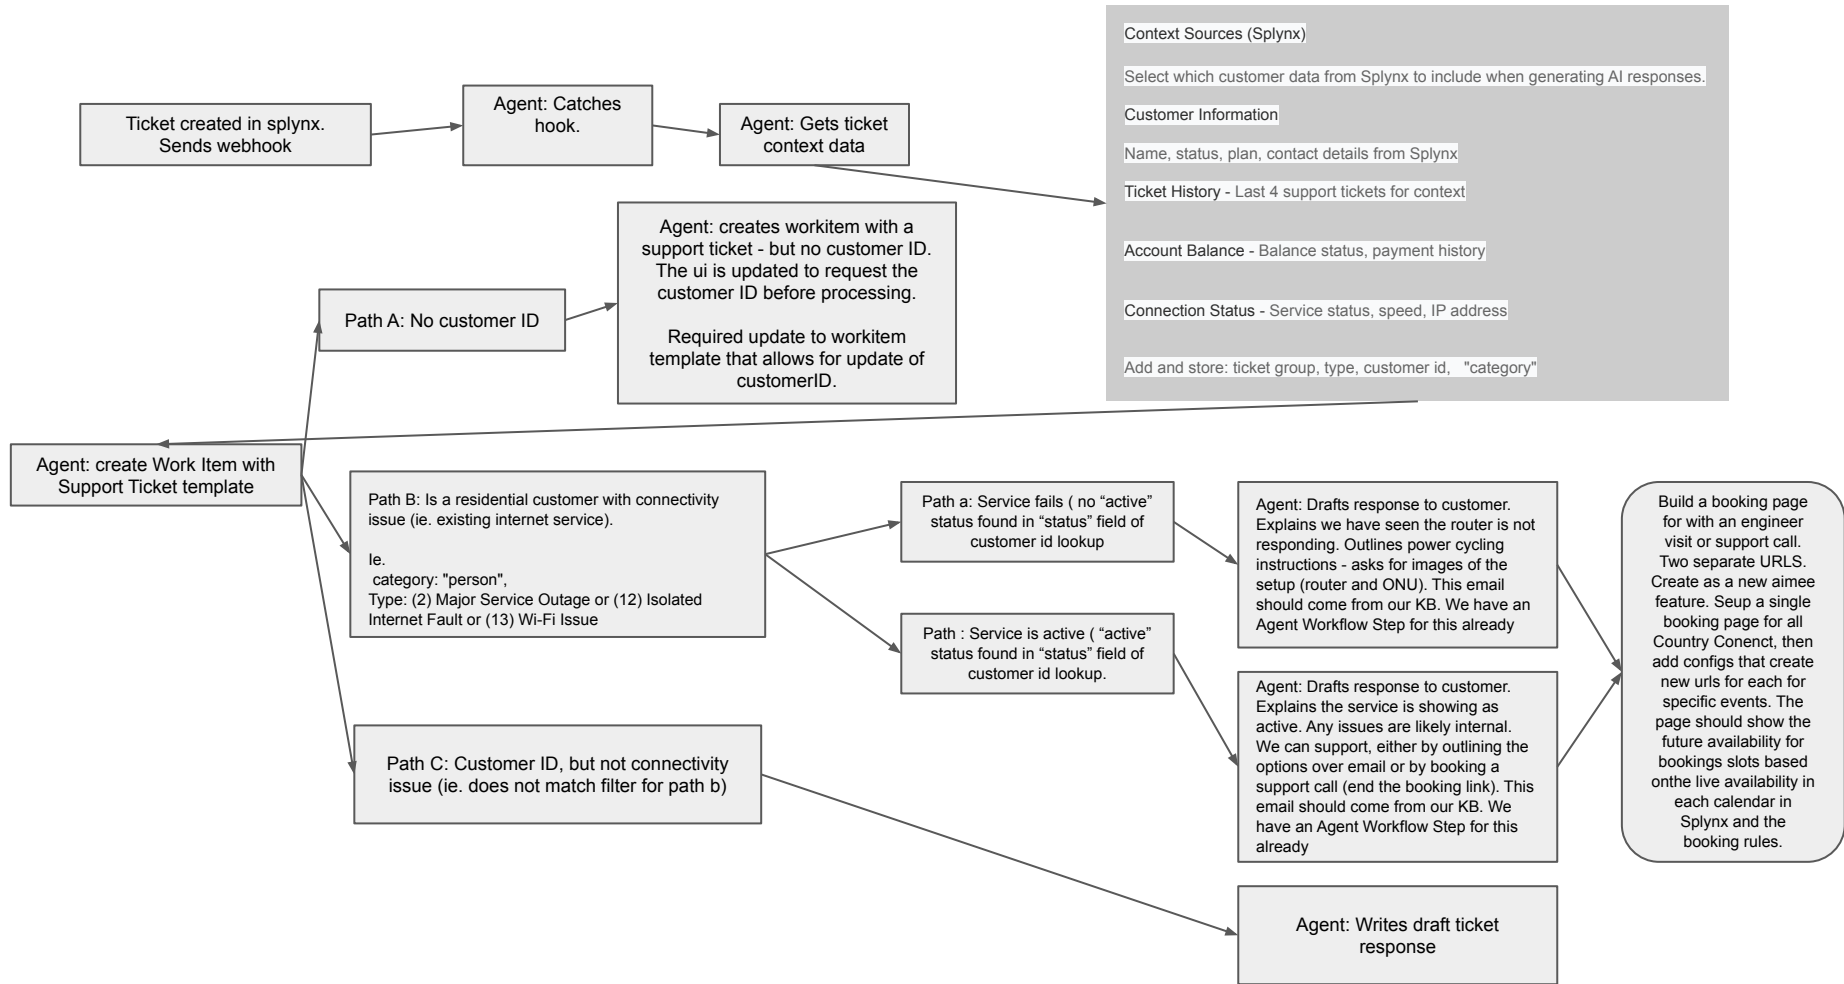 Ticket created in splynx.
Sends webhook
Agent: Catches
hook.
Agent: Gets ticket
context data
Context Sources (Splynx)
Select which customer data from Splynx to include when generating AI responses.
Customer Information
Name, status, plan, contact details from Splynx
Ticket History - Last 4 support tickets for context
Account Balance - Balance status, payment history
Connection Status - Service status, speed, IP address
Add and store: ticket group, type, customer id,   "category"
Agent: create Work Item with
Support Ticket template
Path A: No customer ID
Agent: creates workitem with a
support ticket - but no customer ID.
The ui is updated to request the
customer ID before processing.
Required update to workitem
template that allows for update of
customerID.
Path B: Is a residential customer with connectivity
issue (ie. existing internet service).
Ie.
category: "person",
Type: (2) Major Service Outage or (12) Isolated
Internet Fault or (13) Wi-Fi Issue
Path a: Service fails ( no “active”
status found in “status” field of
customer id lookup
Agent: Drafts response to customer.
Explains we have seen the router is not
responding. Outlines power cycling
instructions - asks for images of the
setup (router and ONU). This email
should come from our KB. We have an
Agent Workflow Step for this already
Path : Service is active ( “active”
status found in “status” field of
customer id lookup.
Agent: Drafts response to customer.
Explains the service is showing as
active. Any issues are likely internal.
We can support, either by outlining the
options over email or by booking a
support call (end the booking link). This
email should come from our KB. We
have an Agent Workflow Step for this
already
Build a booking page
for with an engineer
visit or support call.
Two separate URLS.
Create as a new aimee
feature. Seup a single
booking page for all
Country Conenct, then
add configs that create
new urls for each for
specific events. The
page should show the
future availability for
bookings slots based
onthe live availability in
each calendar in
Splynx and the
booking rules.
Path C: Customer ID, but not connectivity
issue (ie. does not match filter for path b)
Agent: Writes draft ticket
response